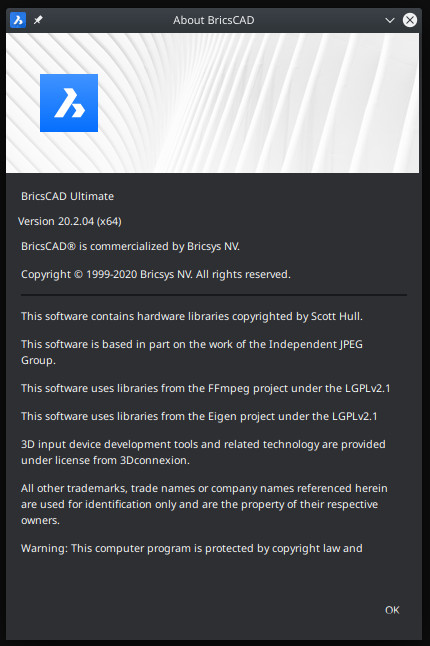 About BricsCAD
BricsCAD Ultimate
Version 20.2.04 (x64)
BricsCAD® is commercialized by Bricsys NV.
Copyright © 1999-2020 Bricsys NV. All rights reserved.
This software contains hardware libraries copyrighted by Scott Hull.
This software is based in part on the work of the Independent JPEG
Group.
This software uses libraries from the FFmpeg project under the LGPLv2.1
This software uses libraries from the Eigen project under the LGPLv2.1
3D input device development tools and related technology are provided
under license from 3Dconnexion.
All other trademarks, trade names or company names referenced herein
are used for identification only and are the property of their respective
owners.
Warning: This computer program is protected by copyright law and
OK